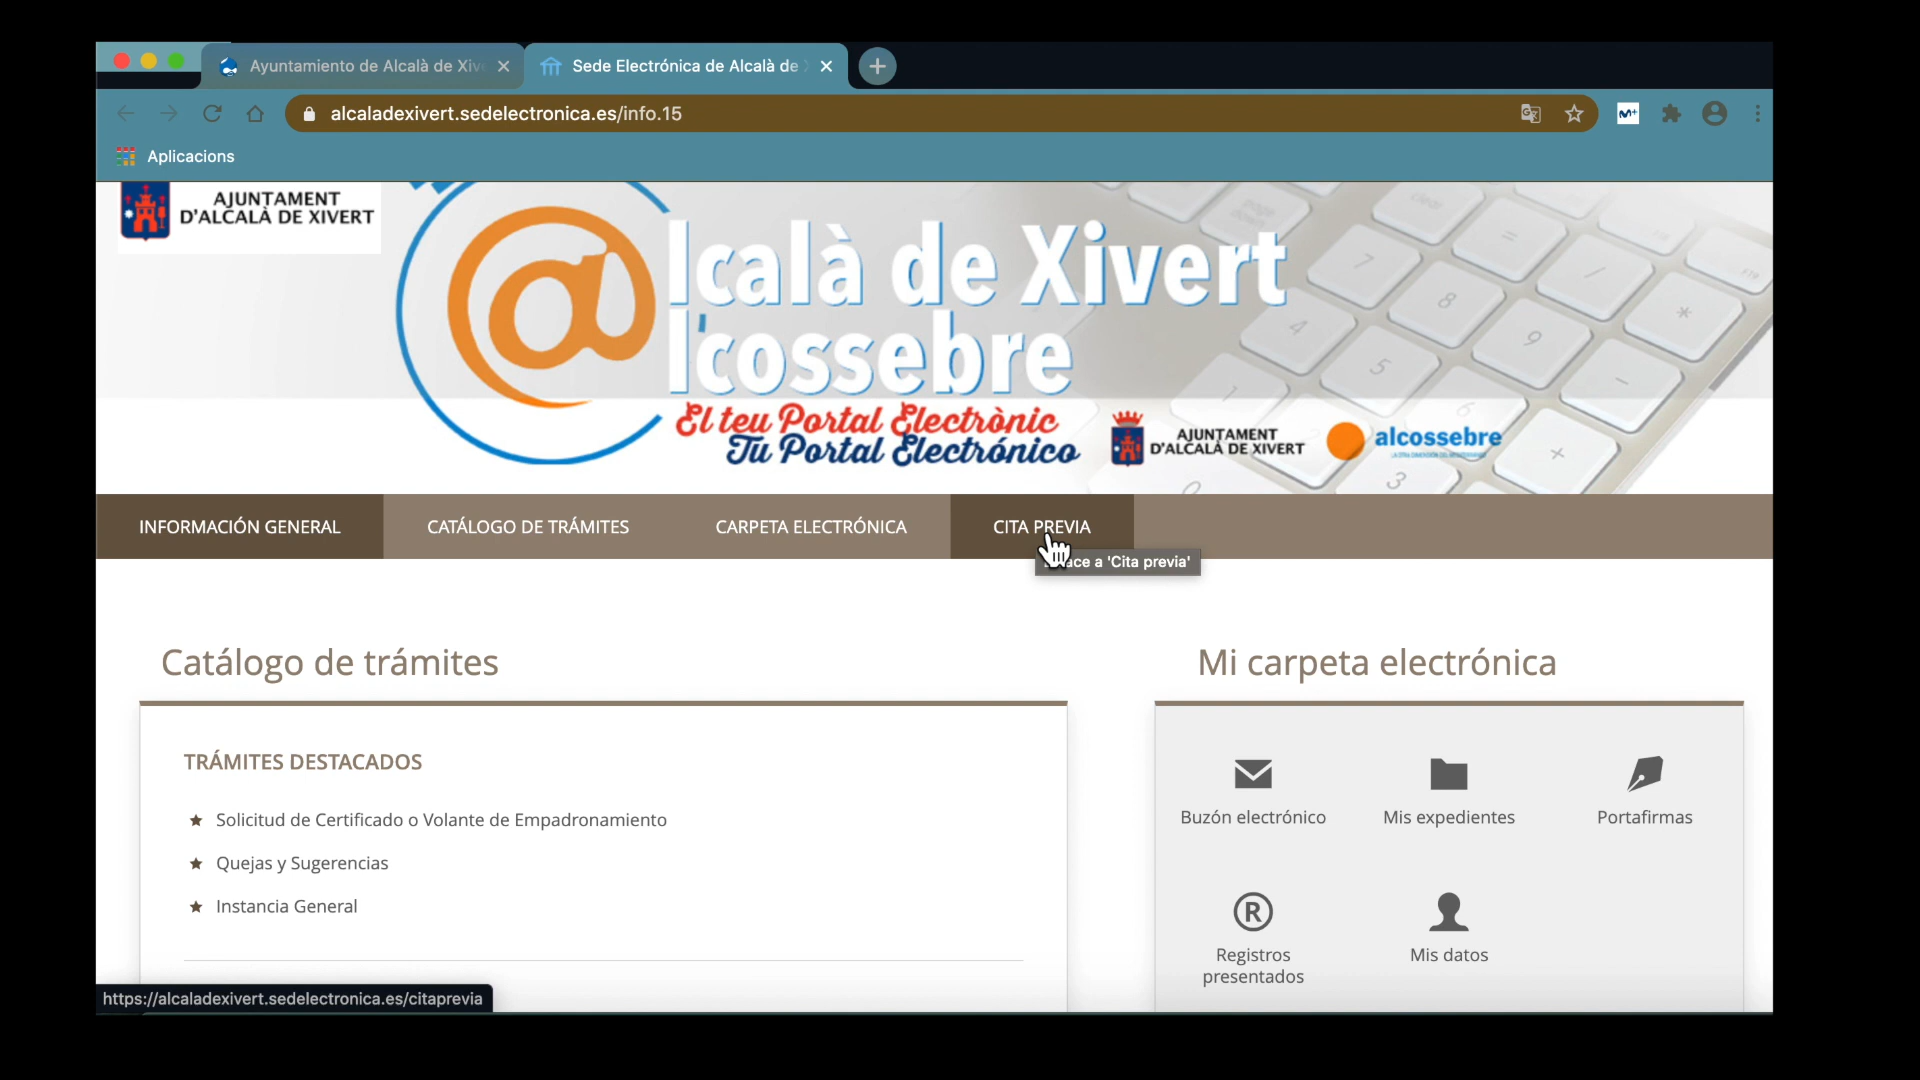 Ayuntamiento de Alcalà de Xiv
Sede Electrónica de Alcalà de
alcaladexivert.sedelectronica.es/info.15
Aplicacions
AJUNTAMENT
D'ALCALÀ DE XIVERT
@lcalà de Xivert
lcossebre
El teu Portal Electrònic
Tu Portal Electrónico
AJUNTAMENT
D'ALCALÀ DE XIVERT
alcossebre
INFORMACIÓN GENERAL
CATÁLOGO DE TRÁMITES
CARPETA ELECTRÓNICA
CITA PREVIA
ace a 'Cita previa'
Catálogo de trámites
Mi carpeta electrónica
TRÁMITES DESTACADOS
Solicitud de Certificado o Volante de Empadronamiento
Quejas y Sugerencias
Instancia General
Buzón electrónico
Mis expedientes
Portafirmas
Registros
presentados
Mis datos
https://alcaladexivert.sedelectronica.es/citaprevia